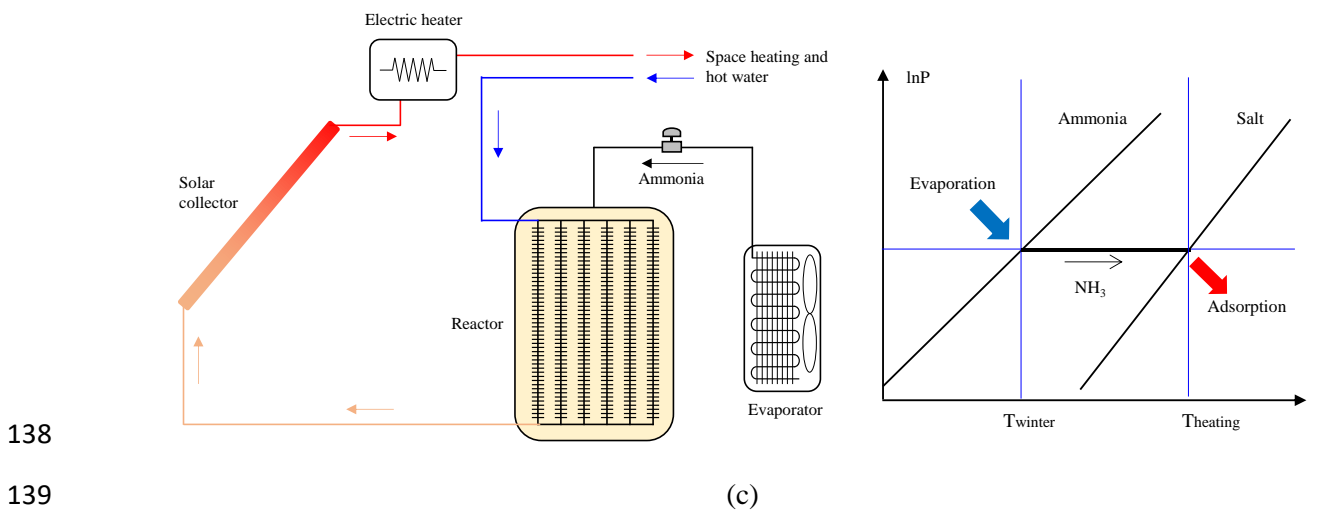 Electric heater
Space heating and
hot water
Solar
collector
Ammonia
Reactor
Evaporator
lnP
Ammonia
Salt
Evaporation
NH3
Adsorption
Twinter
Theating
138
139
(c)